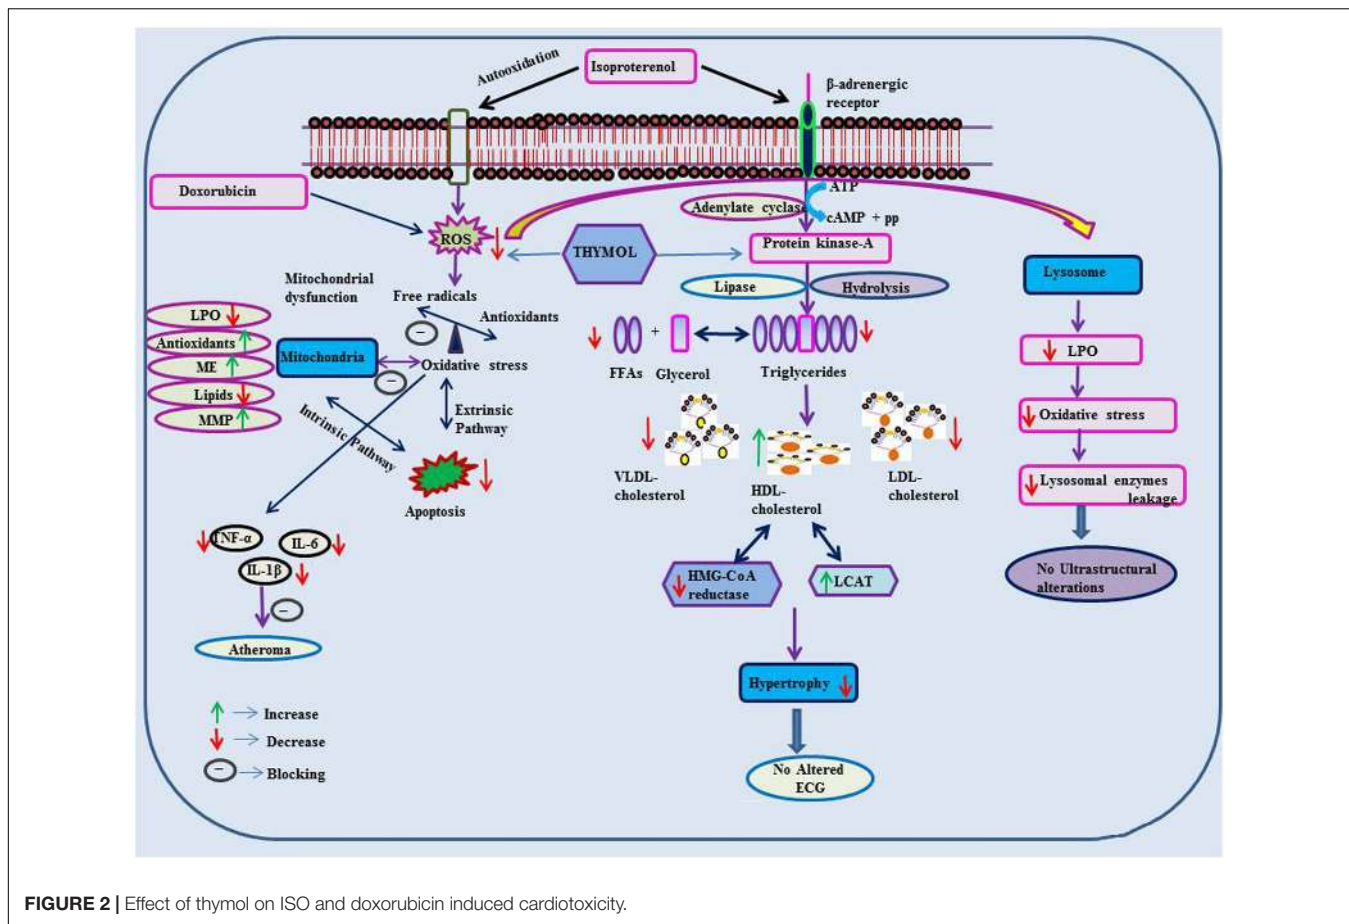 Isoproterenol
Autooxidation
β-adrenergic
receptor
Doxorubicin
ATP
Adenylate cyclase
cAMP + pp
ROS
THYMOL
Protein kinase-A
Lysosome
Mitochondrial
dysfunction
Free radicals
Lipase
Hydrolysis
LPO
Antioxidants
ME
Lipids
MMP
Mitochondria
Antioxidants
−
Oxidative stress
−
+
FFAs
Glycerol
Triglycerides
LPO
Oxidative stress
Lysosomal enzymes
leakage
No Ultrastructural
alterations
Intrinsic Pathway
Extrinsic
Pathway
Apoptosis
VLDL-
cholesterol
HDL-
cholesterol
LDL-
cholesterol
TNF-α
IL-6
IL-1β
−
Atheroma
HMG-CoA
reductase
LCAT
Hypertrophy
No Altered
ECG
Increase
Decrease
− Blocking
FIGURE 2 | Effect of thymol on ISO and doxorubicin induced cardiotoxicity.